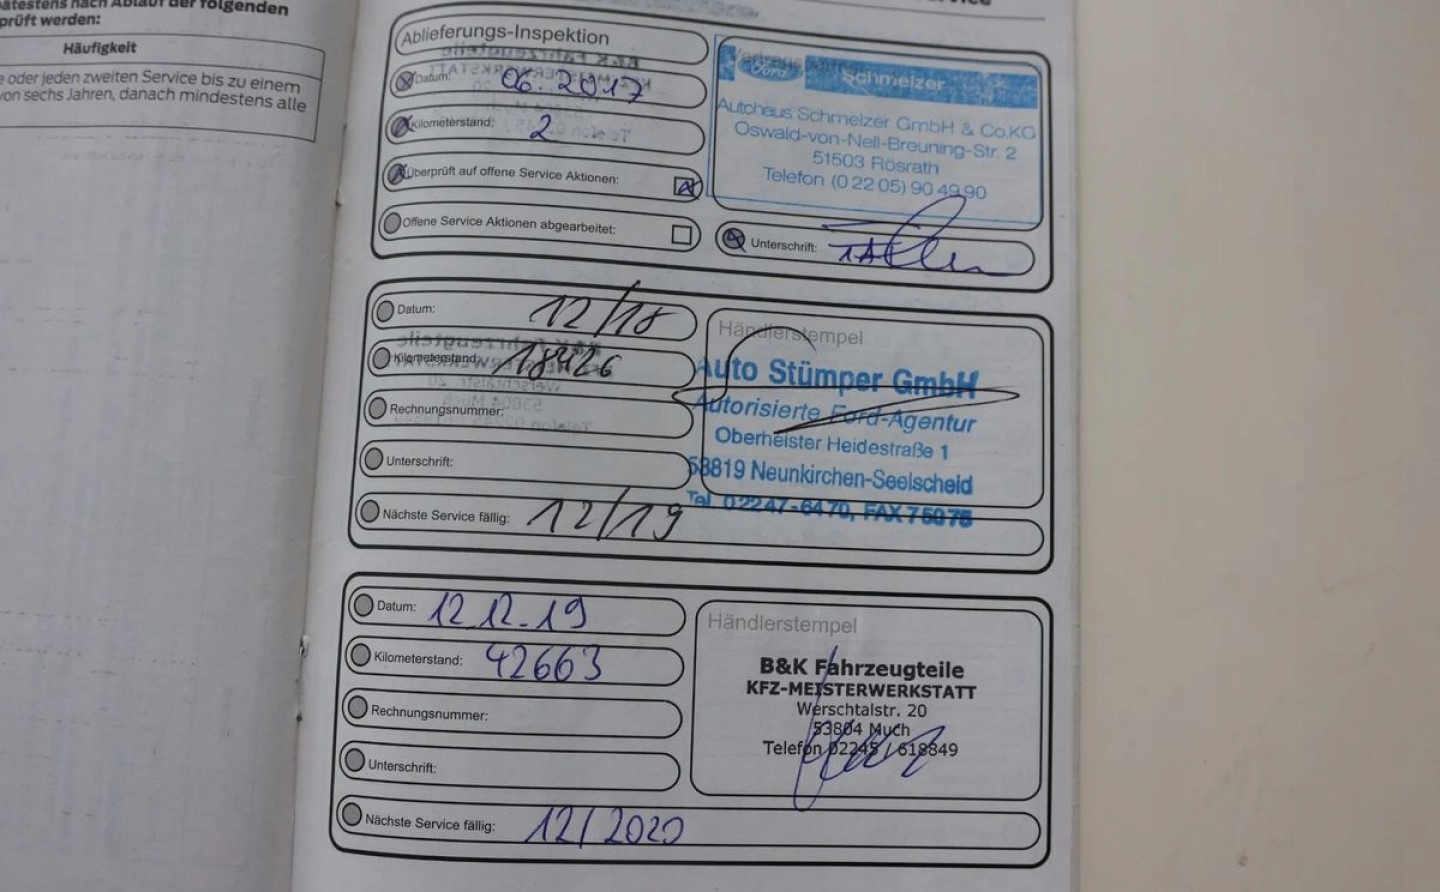 ätestens nach Ablauf der folgenden
prüft werden:
Häufigkeit
e oder jeden zweiten Service bis zu einem
von sechs Jahren, danach mindestens alle
Ablieferungs-Inspektion
Datum: 06.2017
Kilometerstand: 2
Überprüft auf offene Service Aktionen:
Offene Service Aktionen abgearbeitet:
Ford Schmelzer
Autohaus Schmelzer GmbH & Co.KG
Oswald-von-Nell-Breuning-Str. 2
51503 Rösrath
Telefon (0 22 05) 90 49 90
Unterschrift:
Datum: 12/18
Kilometerstand: 18426
Rechnungsnummer:
Unterschrift:
Nächste Service fällig: 12/19
Händlerstempel
Auto Stümper GmbH
Autorisierte Ford-Agentur
Oberheister Heidestraße 1
53819 Neunkirchen-Seelscheid
Tel. 02247-6470, FAX 75075
Datum: 12.12.19
Kilometerstand: 42663
Rechnungsnummer:
Unterschrift:
Nächste Service fällig: 12/2020
Händlerstempel
B&K Fahrzeugteile
KFZ-MEISTERWERKSTATT
Werschtalstr. 20
53804 Much
Telefon 02245 / 618849